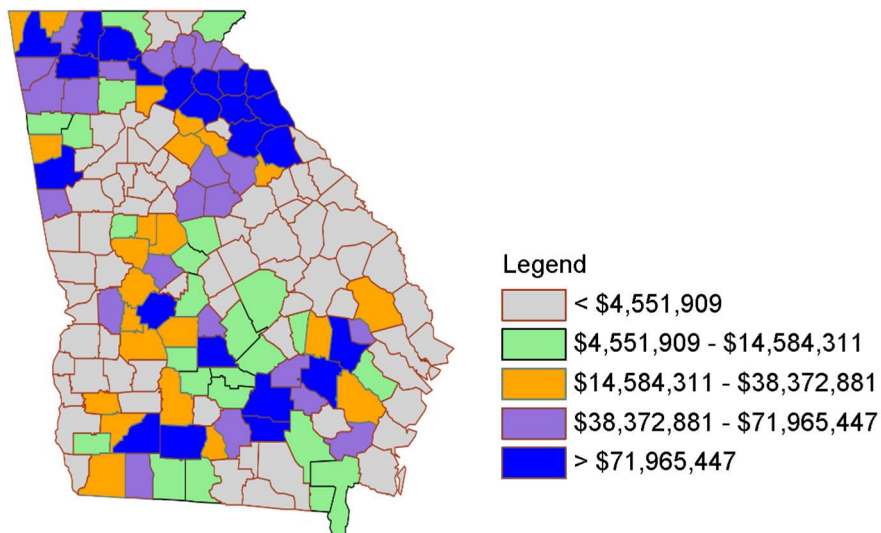 Legend
< $4,551,909
$4,551,909 - $14,584,311
$14,584,311 - $38,372,881
$38,372,881 - $71,965,447
> $71,965,447